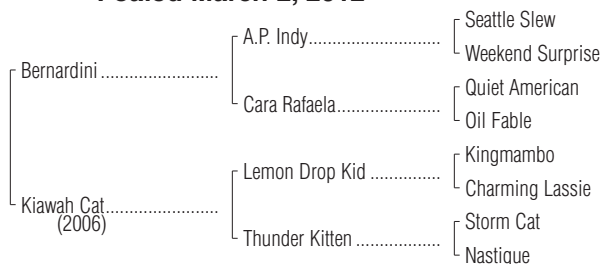 Foaled March 2, 2012
Seattle Slew
A.P. Indy
Weekend Surprise
Bernardini
Quiet American
Cara Rafaela
Oil Fable
Kingmambo
Lemon Drop Kid
Charming Lassie
Kiawah Cat
(2006)
Storm Cat
Thunder Kitten
Nastique